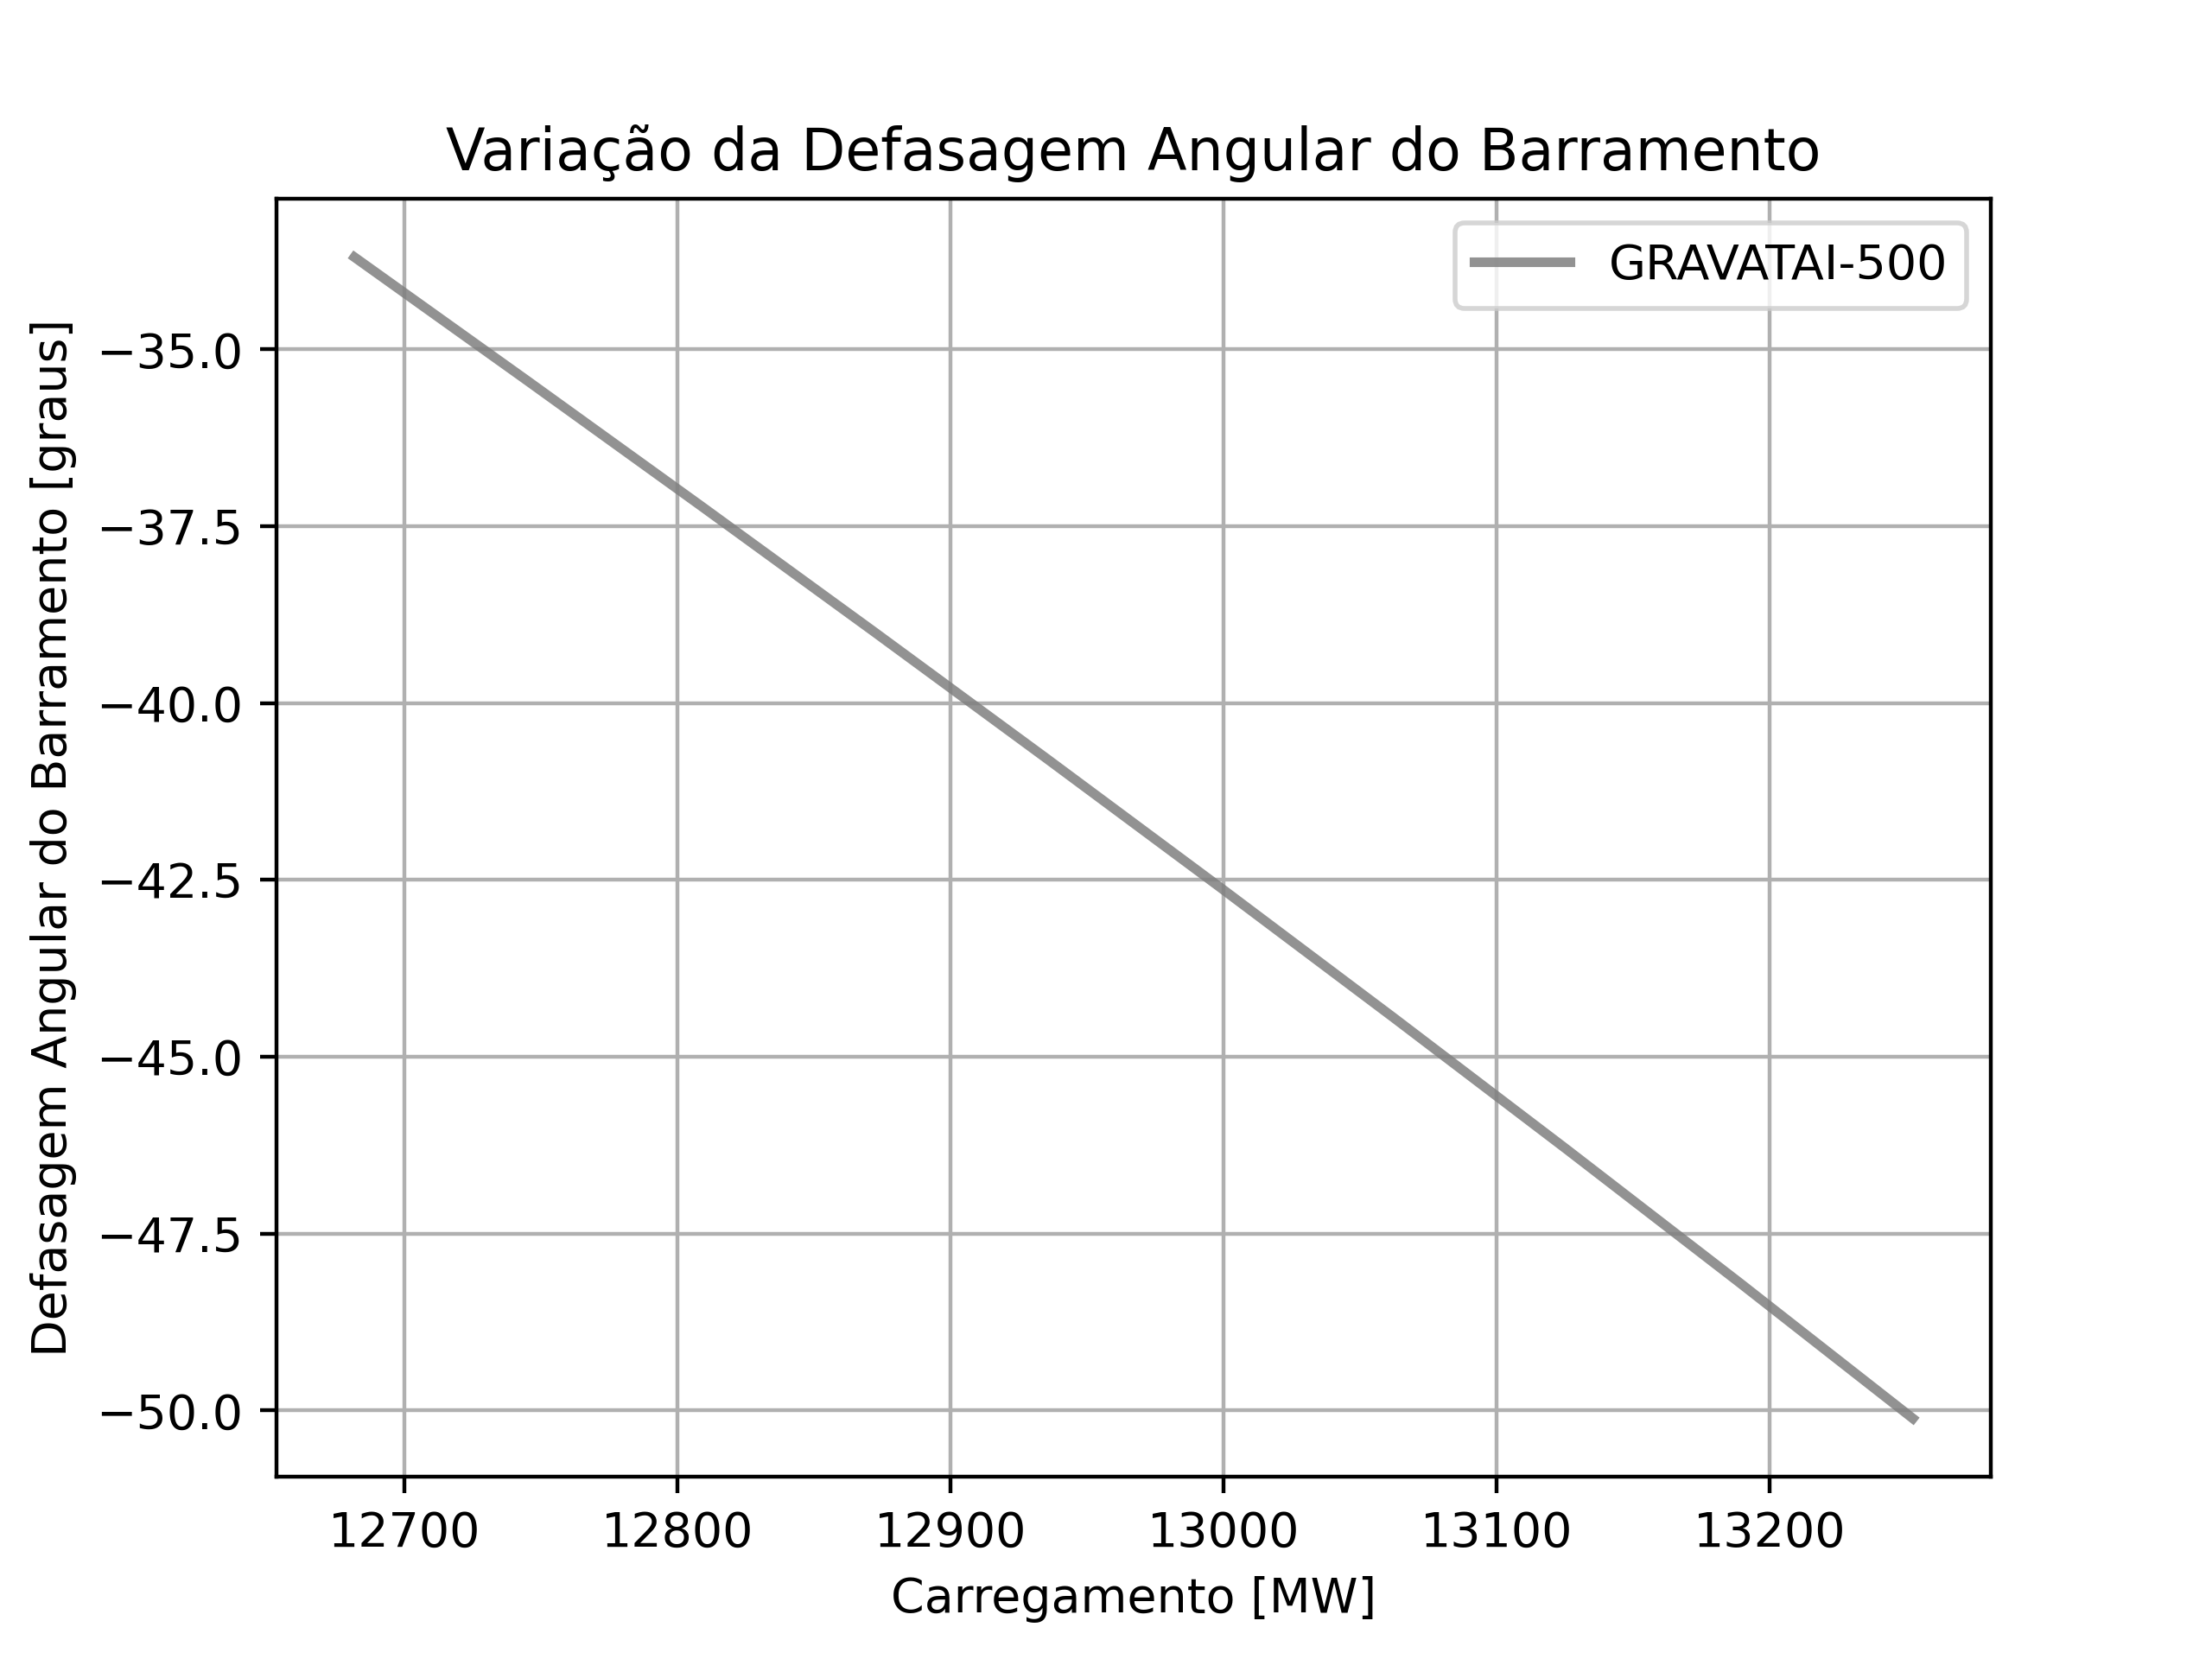 Variação da Defasagem Angular do Barramento
GRAVATAI-500
Defasagem Angular do Barramento [graus]
−35.0
−37.5
−40.0
−42.5
−45.0
−47.5
−50.0
12700 12800 12900 13000 13100 13200
Carregamento [MW]